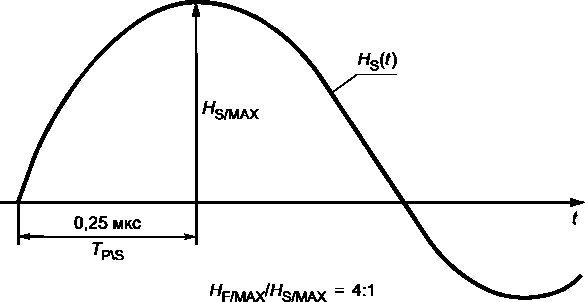 H_S(t)
H_S/MAX
t
0,25 мкс
T_P\S
H_F/MAX/H_S/MAX = 4:1